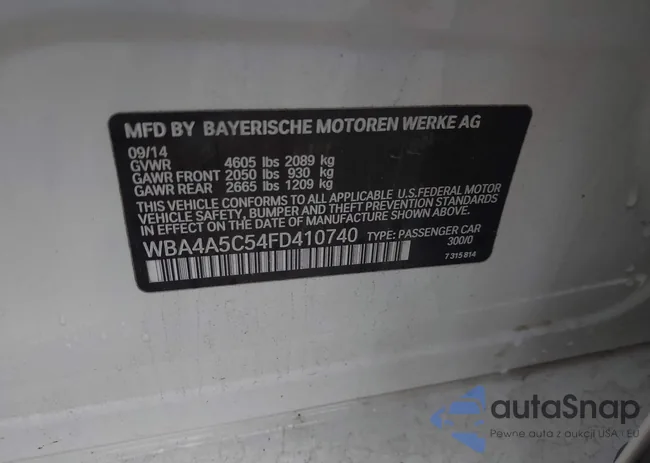 MFD BY BAYERISCHE MOTOREN WERKE AG
09/14
GVWR 4605 lbs 2089 kg
GAWR FRONT 2050 lbs 930 kg
GAWR REAR 2665 lbs 1209 kg
THIS VEHICLE CONFORMS TO ALL APPLICABLE U.S.FEDERAL MOTOR
VEHICLE SAFETY, BUMPER AND THEFT PREVENTION STANDARDS
IN EFFECT ON THE DATE OF MANUFACTURE SHOWN ABOVE.
WBA4A5C54FD410740 TYPE: PASSENGER CAR
300/0
7 315 814
autaSnap
Pewne auta z aukcji USA i EU